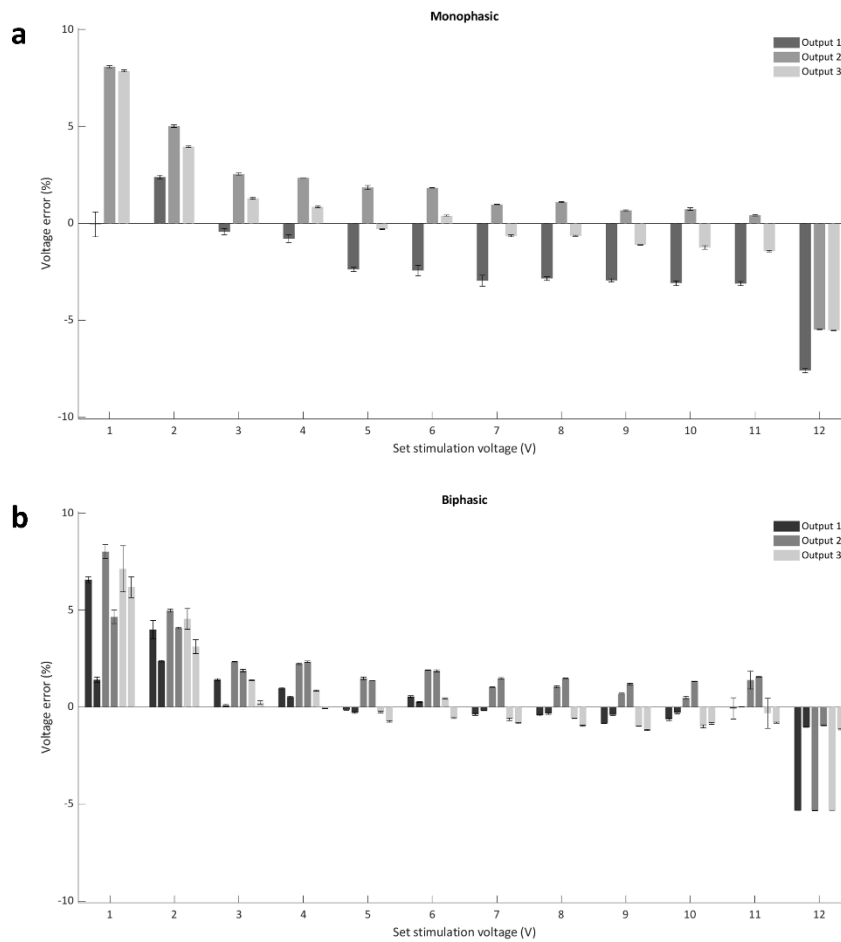 a
Monophasic
Output 1
Output 2
Output 3
10
5
0
-5
-10
Voltage error (%)
1 2 3 4 5 6 7 8 9 10 11 12
Set stimulation voltage (V)
b
Biphasic
Output 1
Output 2
Output 3
10
5
0
-5
-10
Voltage error (%)
1 2 3 4 5 6 7 8 9 10 11 12
Set stimulation voltage (V)